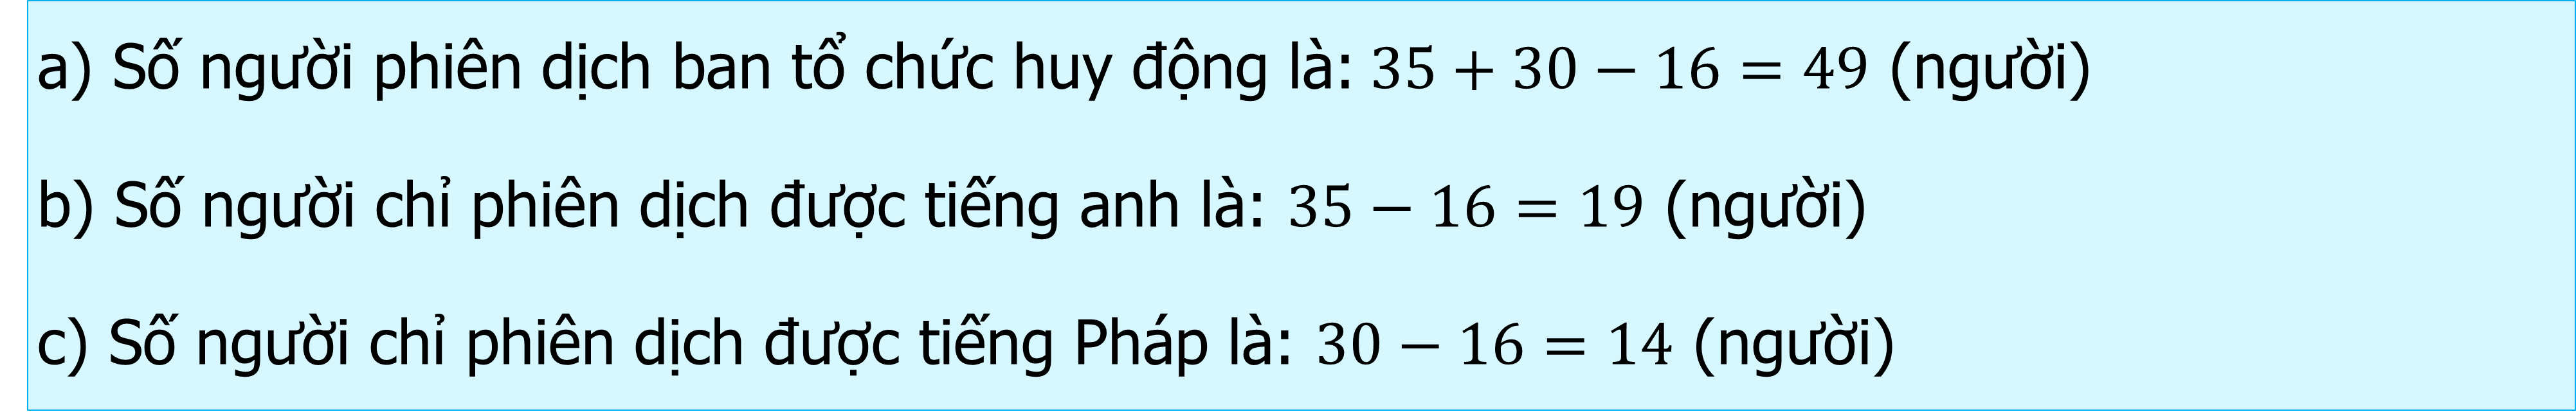 a) Số người phiên dịch ban tổ chức huy động là: 35 + 30 − 16 = 49 (người)
b) Số người chỉ phiên dịch được tiếng anh là: 35 − 16 = 19 (người)
c) Số người chỉ phiên dịch được tiếng Pháp là: 30 − 16 = 14 (người)